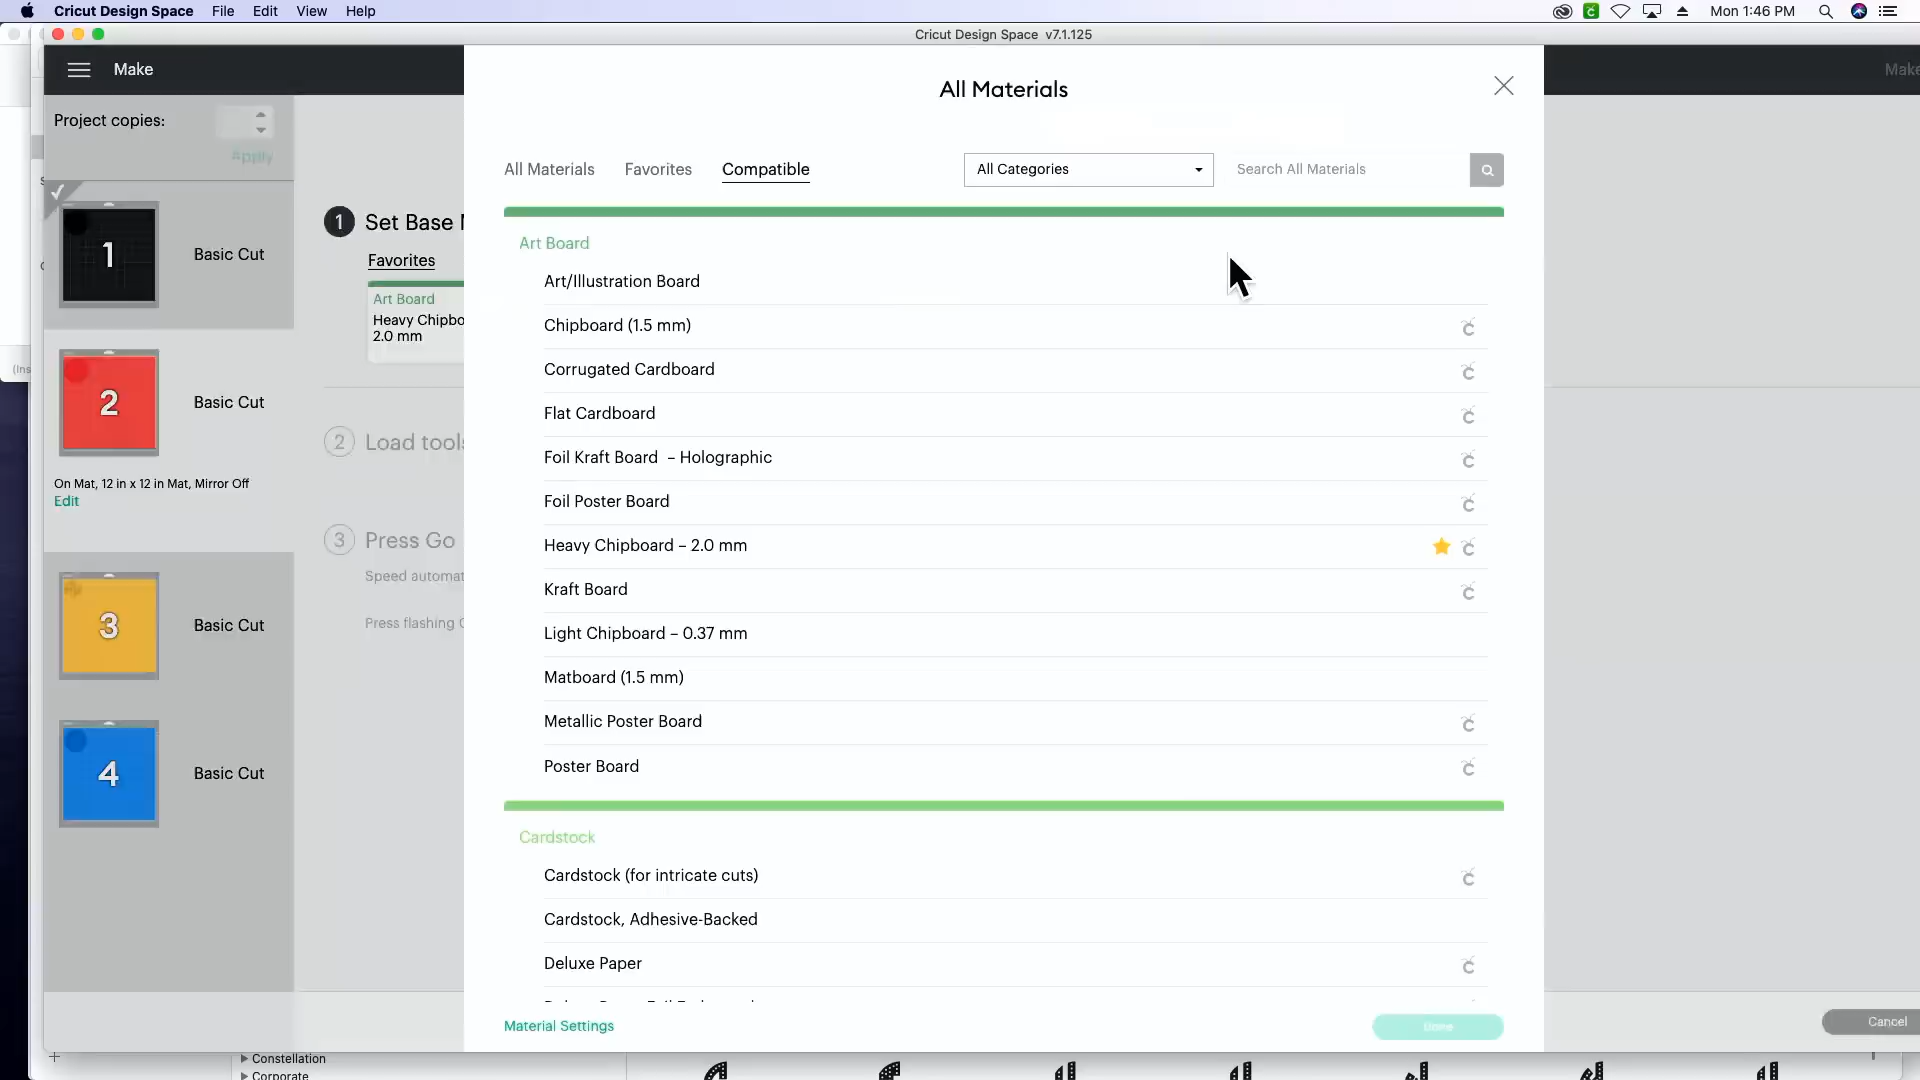 Cricut Design Space File Edit View Help
Mon 1:46 PM
Cricut Design Space v7.1.125
Make
Make
Project copies:
Apply
1
Basic Cut
2
Basic Cut
On Mat, 12 in x 12 in Mat, Mirror Off
Edit
3
Basic Cut
4
Basic Cut
1 Set Base
Favorites
Art Board
Heavy Chipbo
2.0 mm
2 Load tools
3 Press Go
Speed automat
Press flashing
(Ins
All Materials
All Materials Favorites Compatible
All Categories
Search All Materials
Art Board
Art/Illustration Board
Chipboard (1.5 mm)
Corrugated Cardboard
Flat Cardboard
Foil Kraft Board – Holographic
Foil Poster Board
Heavy Chipboard – 2.0 mm
Kraft Board
Light Chipboard – 0.37 mm
Matboard (1.5 mm)
Metallic Poster Board
Poster Board
Cardstock
Cardstock (for intricate cuts)
Cardstock, Adhesive-Backed
Deluxe Paper
Material Settings
Done
Cancel
Constellation
Corporate